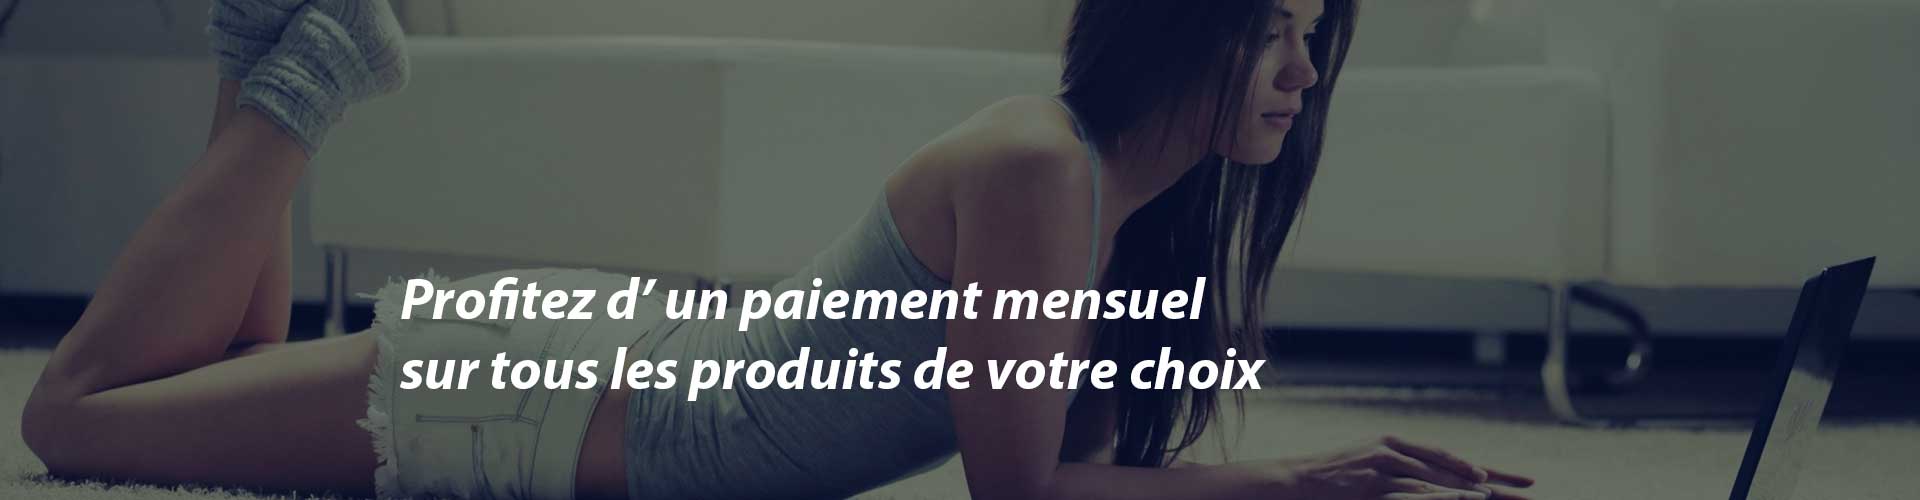 Profitez d’ un paiement mensuel
sur tous les produits de votre choix